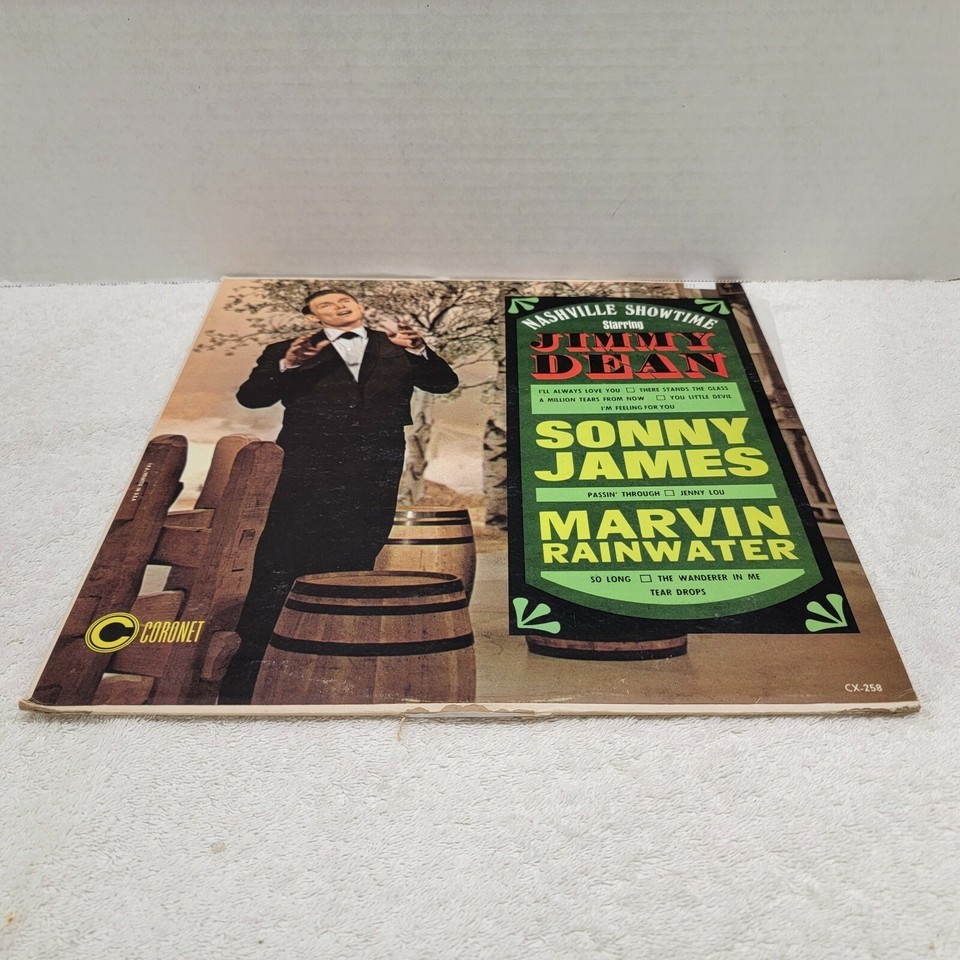 NASHVILLE SHOWTIME
Starring
JIMMY
DEAN
I'LL ALWAYS LOVE YOU □ THERE STANDS THE GLASS
A MILLION TEARS FROM NOW □ YOU LITTLE DEVIL
I'M FEELING FOR YOU
SONNY
JAMES
PASSIN' THROUGH □ JENNY LOU
MARVIN
RAINWATER
SO LONG □ THE WANDERER IN ME
TEAR DROPS
C CORONET
CX-258